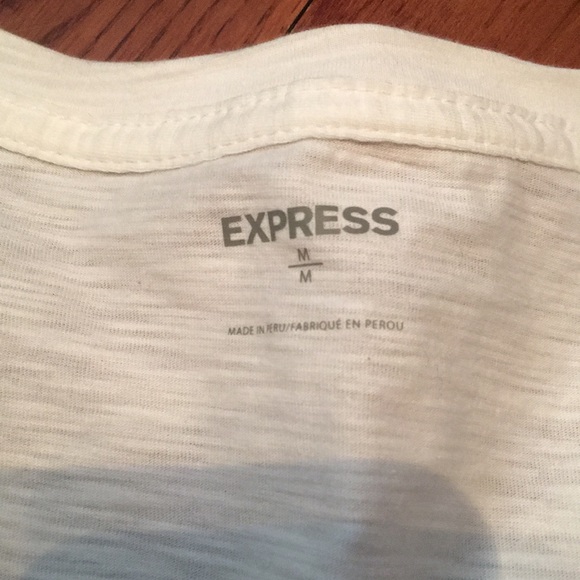 EXPRESS
M
M
MADE IN PERU/FABRIQUÉ EN PEROU